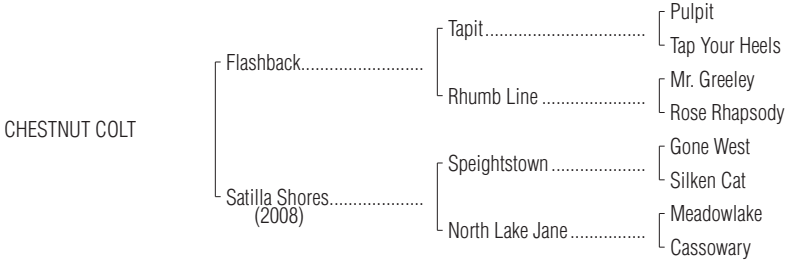 Pulpit
Tapit................................
Tap Your Heels
Flashback.........................
Mr. Greeley
Rhumb Line .....................
Rose Rhapsody
CHESTNUT COLT
Gone West
Speightstown ...................
Silken Cat
Satilla Shores...................
(2008)
Meadowlake
North Lake Jane ...............
Cassowary